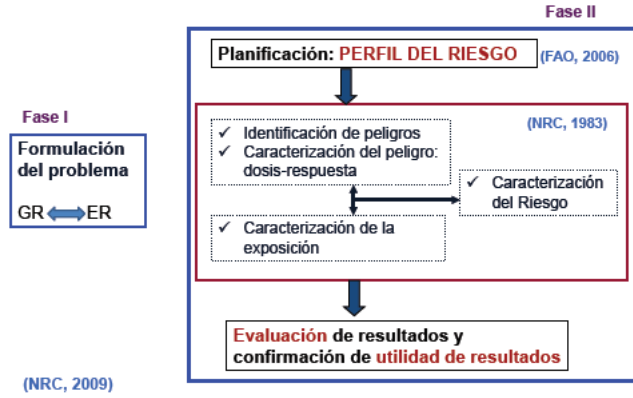 Fase I
Formulación
del problema
GR ER
(NRC, 2009)
Fase II
Planificación: PERFIL DEL RIESGO (FAO, 2006)
(NRC, 1983)
✓ Identificación de peligros
✓ Caracterización del peligro:
dosis-respuesta
✓ Caracterización
del Riesgo
✓ Caracterización de la
exposición
Evaluación de resultados y
confirmación de utilidad de resultados